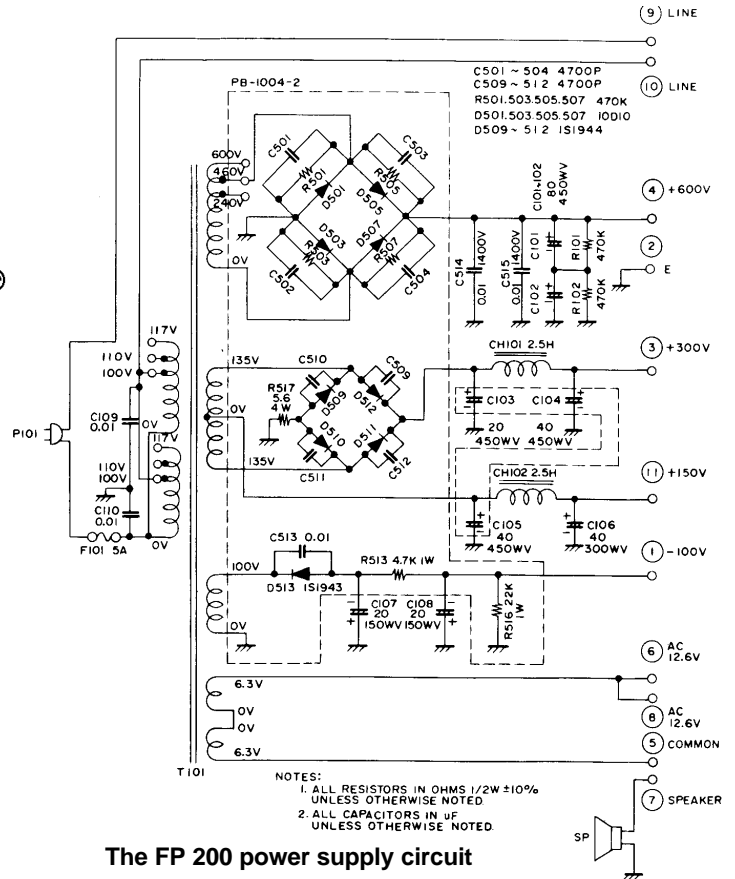 9 LINE
PB-1004-2
C501 ~ 504 4700P
C509 ~ 512 4700P
R501.503.505.507 470K
D501.503.505.507 10D10
D509 ~ 512 1S1944
10 LINE
600V
460V
240V
0V
C501
R501
D501
C503
R505
D505
D503
R503
C502
D507
R507
C504
C514
0.01
1400V
C515
0.01
1400V
C101.102
80
450WV
C101
C102
R101
470K
R102
470K
4 +600V
2
E
117V
110V
100V
0V
117V
110V
100V
0V
P101
C109
0.01
C110
0.01
F101 5A
135V
0V
135V
R517
5.6
4W
C510
C509
D509
D512
D510
D511
C511
C512
CH101 2.5H
3 +300V
C103
20
450WV
C104
40
450WV
CH102 2.5H
11 +150V
C105
40
450WV
C106
40
300WV
1 -100V
100V
0V
C513 0.01
D513 1S1943
R513 4.7K 1W
C107
20
150WV
C108
20
150WV
R516 22K
1W
6 AC
12.6V
8 AC
12.6V
5 COMMON
7 SPEAKER
SP
6.3V
0V
0V
6.3V
T101
NOTES:
1. ALL RESISTORS IN OHMS 1/2W ±10%
UNLESS OTHERWISE NOTED.
2. ALL CAPACITORS IN uF
UNLESS OTHERWISE NOTED.
The FP 200 power supply circuit